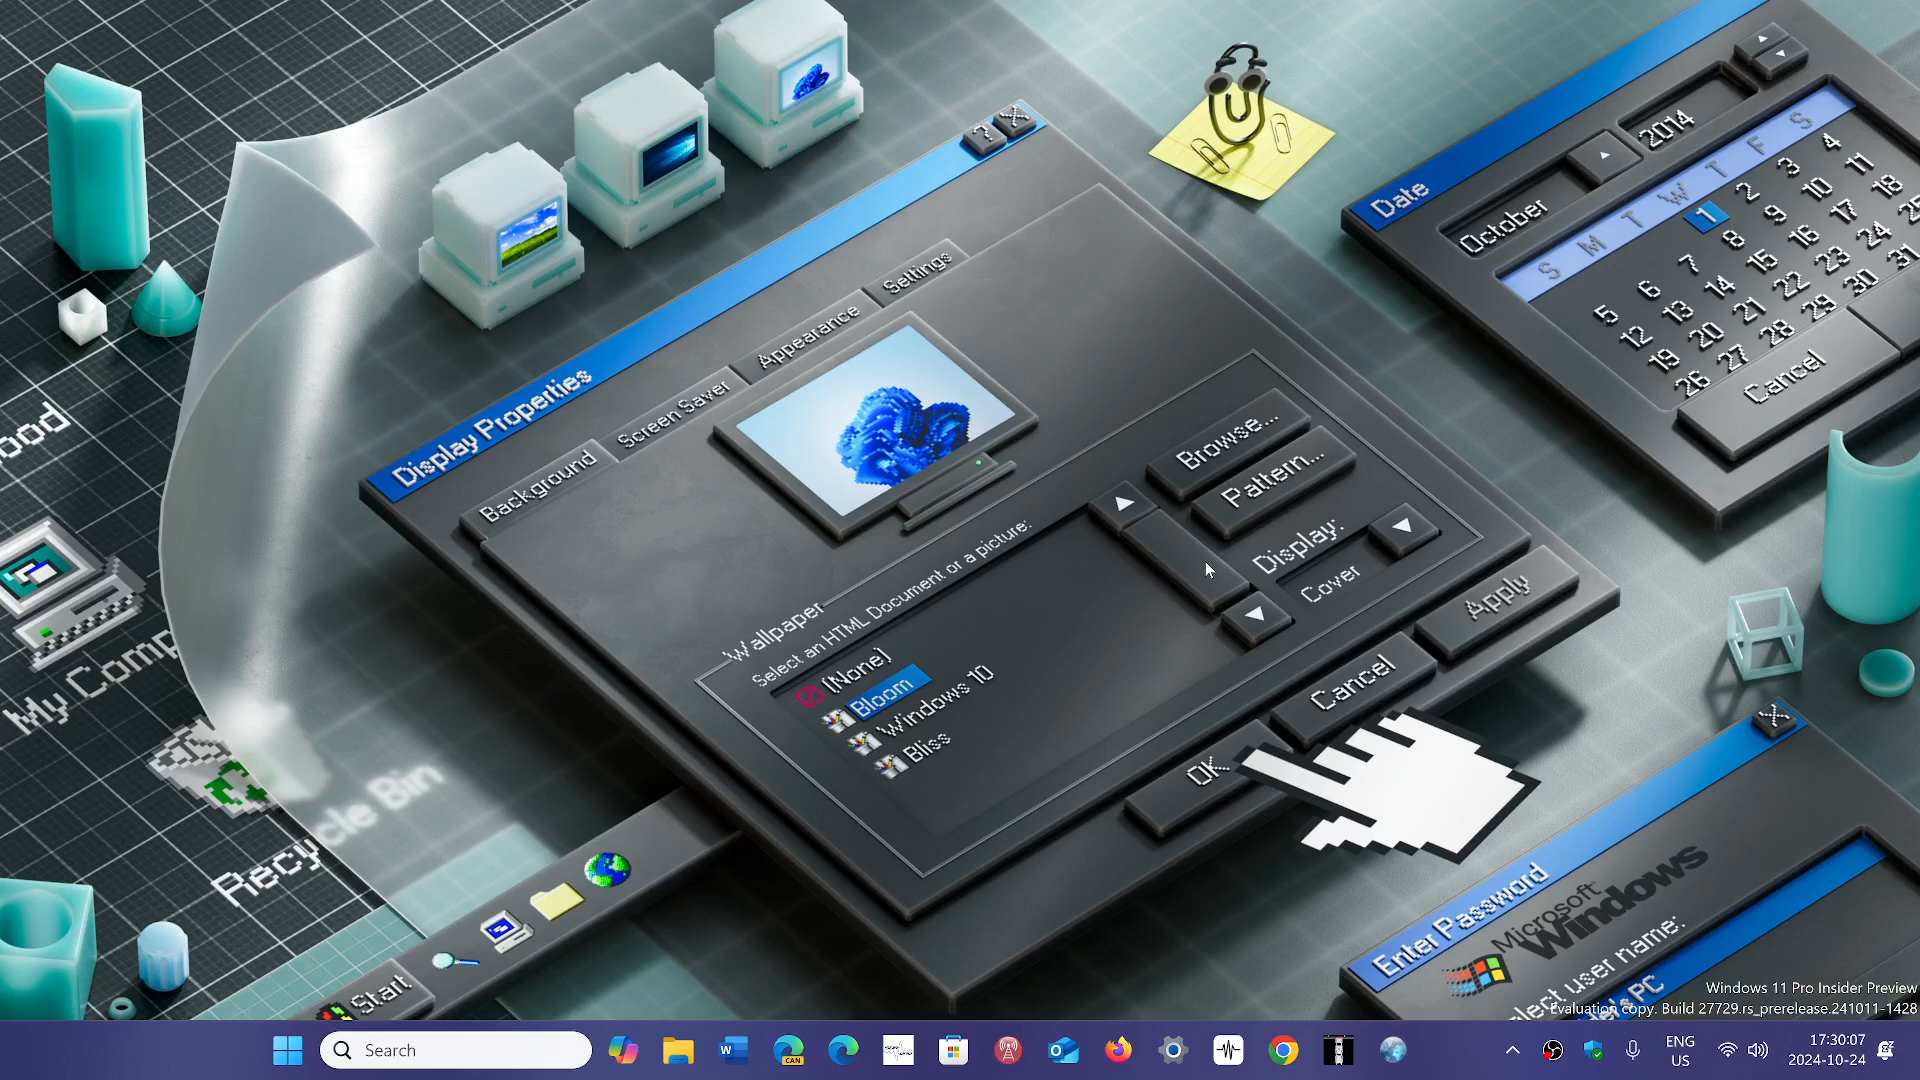 Display Properties
?
X
Background
Screen Saver
Appearance
Settings
Wallpaper
Select an HTML Document or a picture:
(None)
Bloom
Windows 10
Bliss
Browse...
Pattern...
Display:
Cover
OK
Cancel
Apply
Date
October
2014
S M T W T F S
1 2 3 4
5 6 7 8 9 10 11
12 13 14 15 16 17 18
19 20 21 22 23 24 25
26 27 28 29 30 31
Cancel
My Comp
Recycle Bin
Start
X
Enter Password
Microsoft
Windows
elect user name:
Windows 11 Pro Insider Preview
Evaluation copy. Build 27729.rs_prerelease.241011-1428
Search
W
CAN
ENG
US
17:30:07
2024-10-24